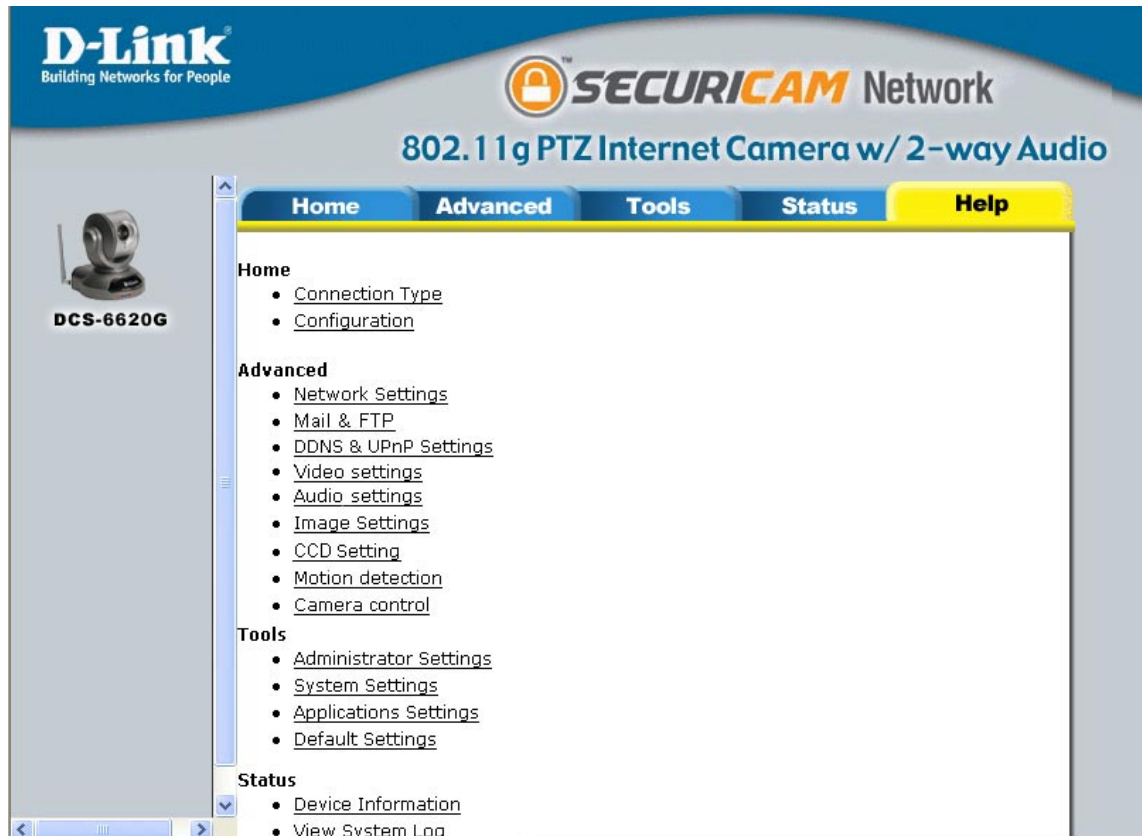 D-Link®
Building Networks for People
™SECURICAM Network
802.11g PTZ Internet Camera w/ 2-way Audio
Home Advanced Tools Status Help
DCS-6620G
Home
• Connection Type
• Configuration
Advanced
• Network Settings
• Mail & FTP
• DDNS & UPnP Settings
• Video settings
• Audio settings
• Image Settings
• CCD Setting
• Motion detection
• Camera control
Tools
• Administrator Settings
• System Settings
• Applications Settings
• Default Settings
Status
• Device Information
• View System Log